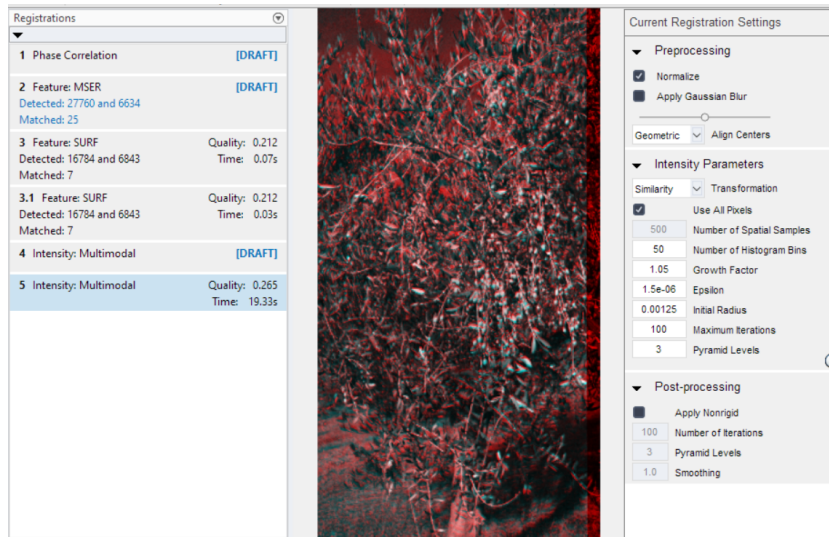 Registrations
1 Phase Correlation [DRAFT]
2 Feature: MSER [DRAFT]
Detected: 27760 and 6634
Matched: 25
3 Feature: SURF Quality: 0.212
Detected: 16784 and 6843 Time: 0.07s
Matched: 7
3.1 Feature: SURF Quality: 0.212
Detected: 16784 and 6843 Time: 0.03s
Matched: 7
4 Intensity: Multimodal [DRAFT]
5 Intensity: Multimodal Quality: 0.265
Time: 19.33s
Current Registration Settings
Preprocessing
Normalize
Apply Gaussian Blur
Geometric Align Centers
Intensity Parameters
Similarity Transformation
Use All Pixels
500 Number of Spatial Samples
50 Number of Histogram Bins
1.05 Growth Factor
1.5e-06 Epsilon
0.00125 Initial Radius
100 Maximum Iterations
3 Pyramid Levels
Post-processing
Apply Nonrigid
100 Number of Iterations
3 Pyramid Levels
1.0 Smoothing